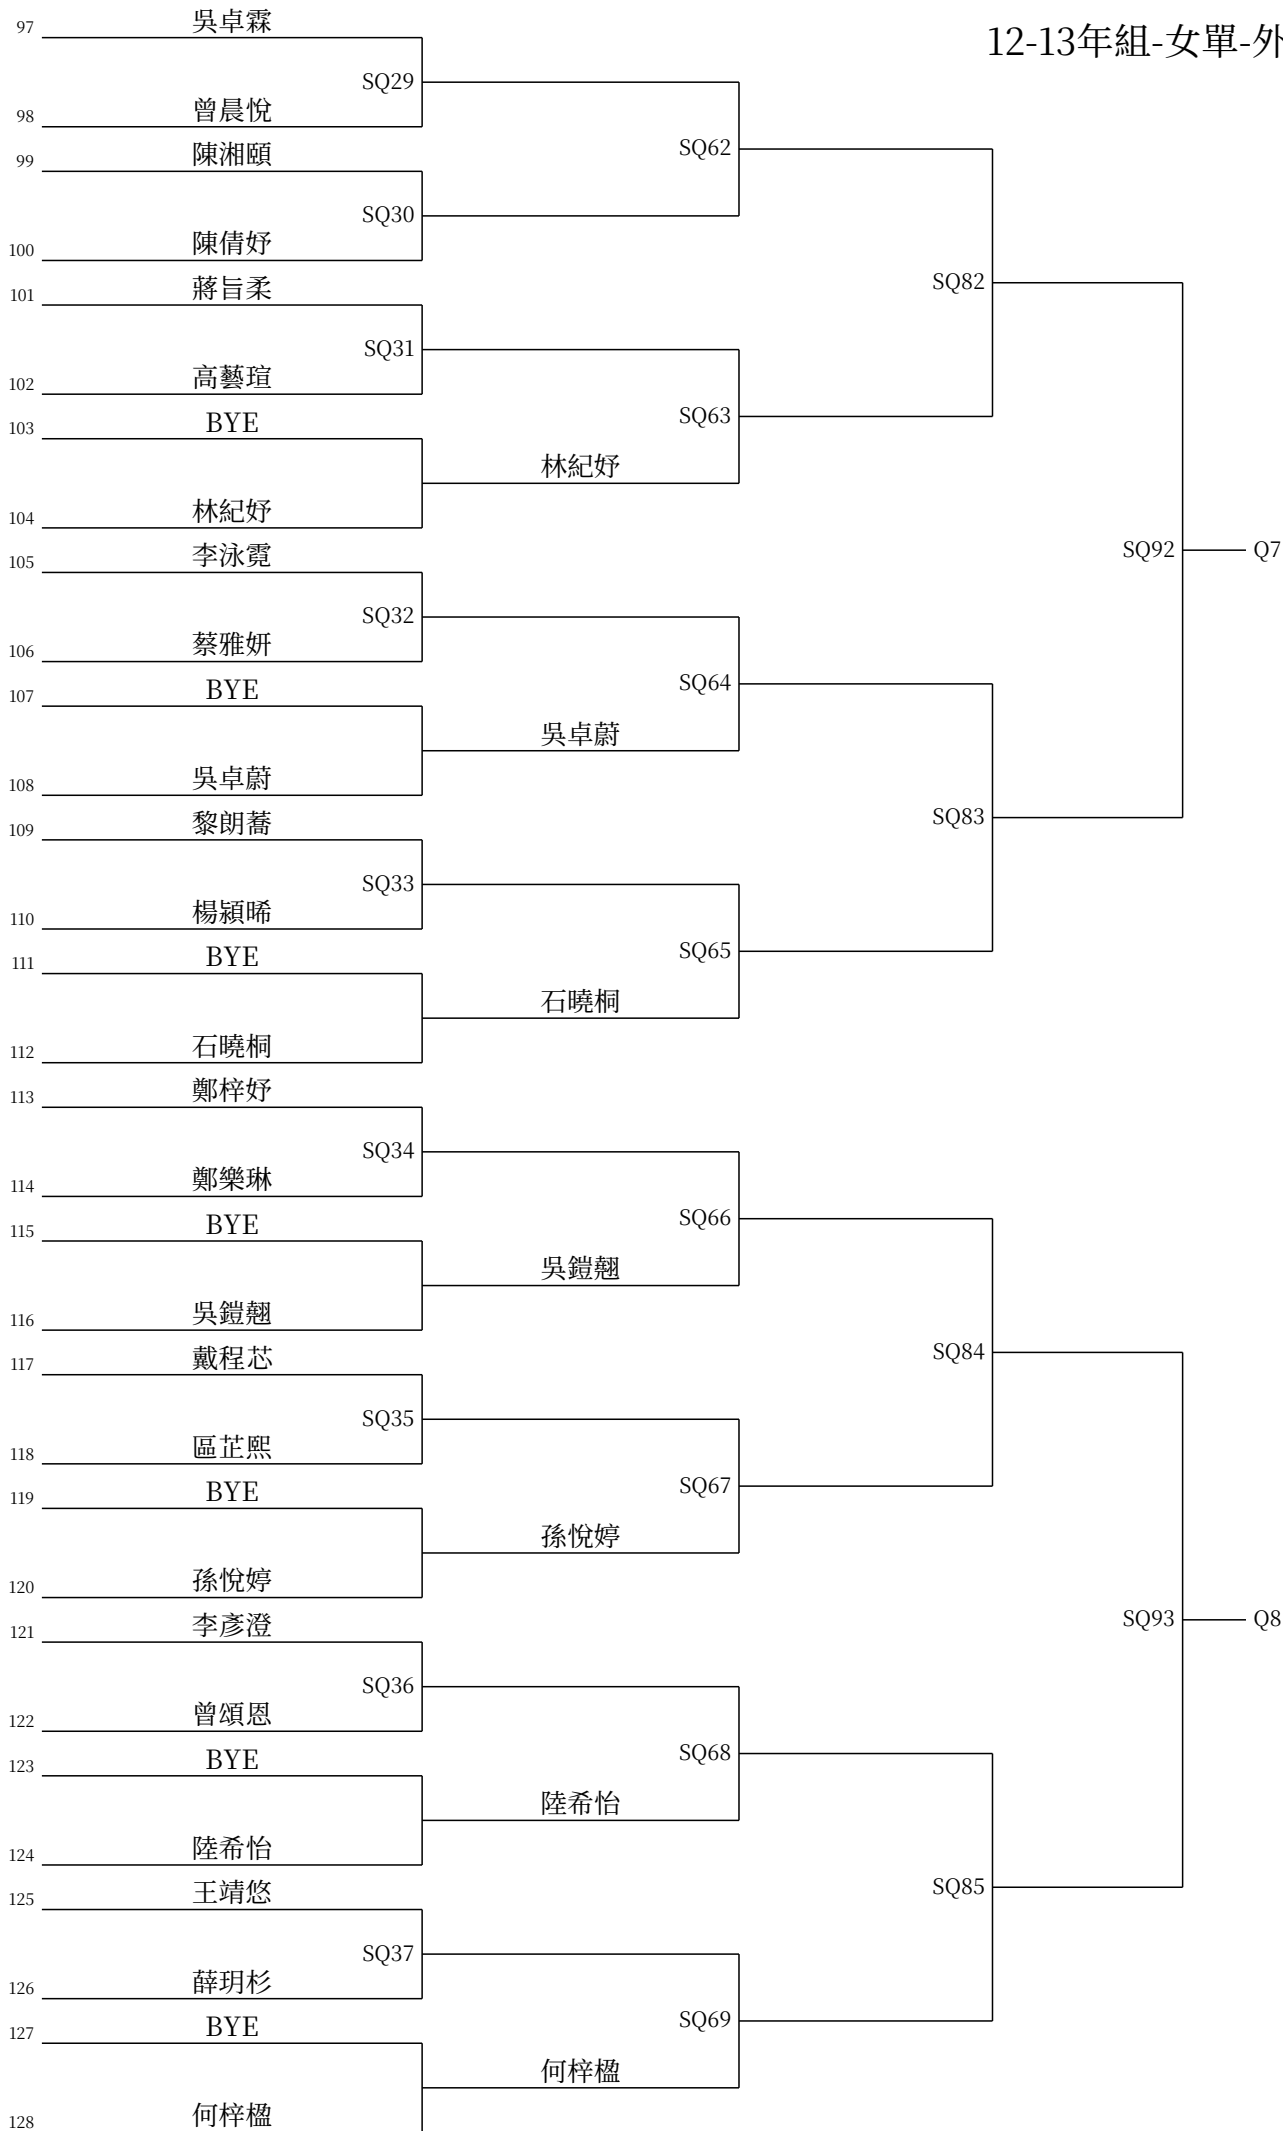 12-13年組-女單-外
97 吳卓霖
SQ29
98 曾晨悅
SQ62
99 陳湘頤
SQ30
100 陳倩妤
SQ82
101 蔣旨柔
SQ31
102 高藝瑄
SQ63
103 BYE
林紀妤
104 林紀妤
SQ92 Q7
105 李泳霓
SQ32
106 蔡雅妍
SQ64
107 BYE
吳卓蔚
108 吳卓蔚
SQ83
109 黎朗蕎
SQ33
110 楊潁晞
SQ65
111 BYE
石曉桐
112 石曉桐
113 鄭梓妤
SQ34
114 鄭樂琳
SQ66
115 BYE
吳鎧翹
116 吳鎧翹
SQ84
117 戴程芯
SQ35
118 區芷熙
SQ67
119 BYE
孫悅婷
120 孫悅婷
SQ93 Q8
121 李彥澄
SQ36
122 曾頌恩
SQ68
123 BYE
陸希怡
124 陸希怡
SQ85
125 王靖悠
SQ37
126 薛玥杉
SQ69
127 BYE
何梓楹
128 何梓楹